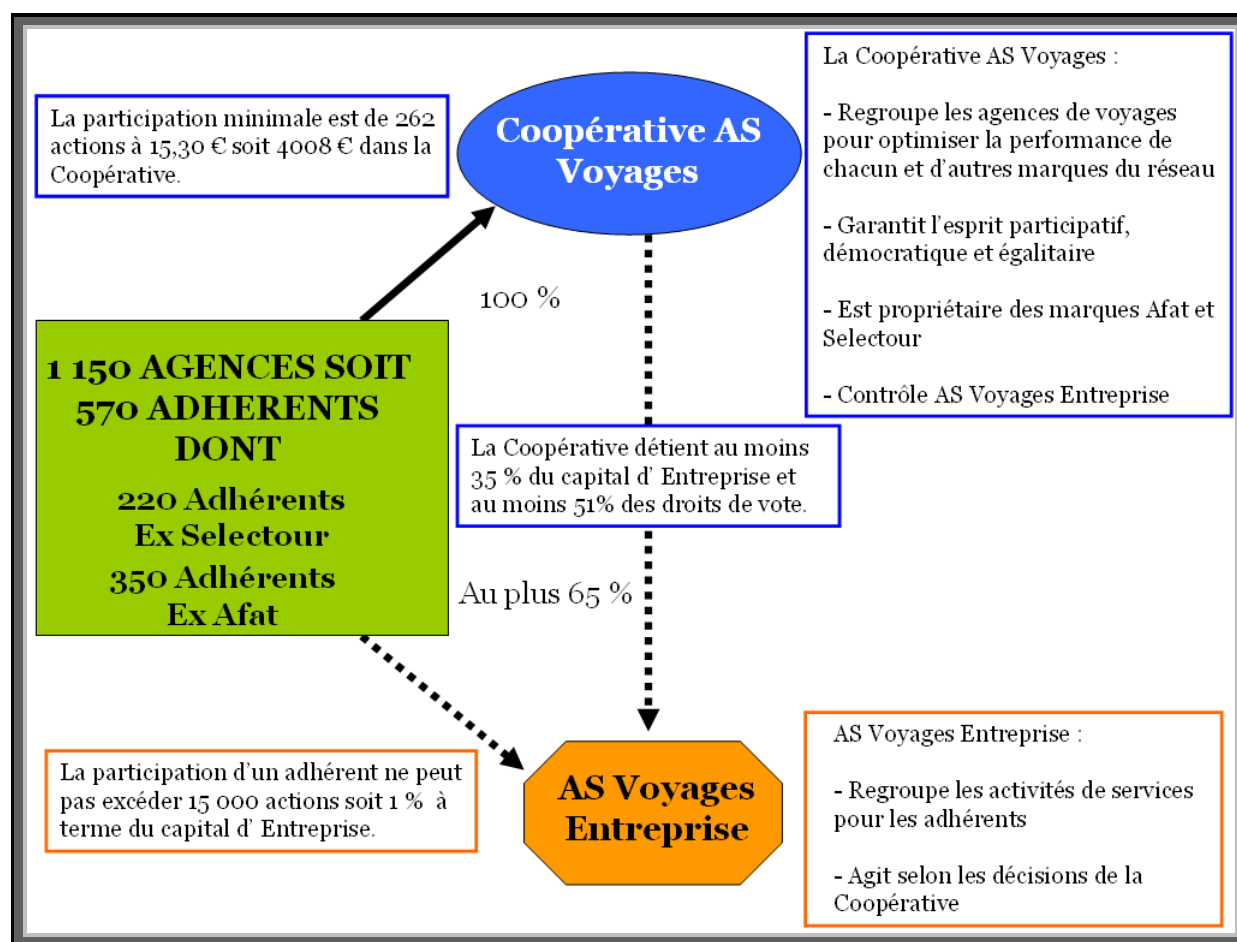 La participation minimale est de 262
actions à 15,30 € soit 4008 € dans la
Coopérative.
Coopérative AS
Voyages
La Coopérative AS Voyages :
- Regroupe les agences de voyages
pour optimiser la performance de
chacun et d'autres marques du réseau
- Garantit l'esprit participatif,
démocratique et égalitaire
- Est propriétaire des marques Afat et
Selectour
- Contrôle AS Voyages Entreprise
100 %
1 150 AGENCES SOIT
570 ADHERENTS
DONT
220 Adhérents
Ex Selectour
350 Adhérents
Ex Afat
La Coopérative détient au moins
35 % du capital d' Entreprise et
au moins 51% des droits de vote.
Au plus 65 %
La participation d'un adhérent ne peut
pas excéder 15 000 actions soit 1 % à
terme du capital d' Entreprise.
AS Voyages
Entreprise
AS Voyages Entreprise :
- Regroupe les activités de services
pour les adhérents
- Agit selon les décisions de la
Coopérative